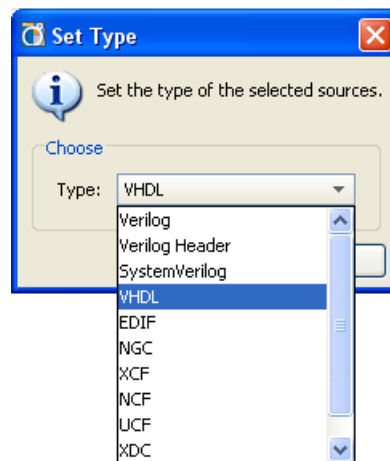 Set Type
Set the type of the selected sources.
Choose
Type: VHDL
Verilog
Verilog Header
SystemVerilog
VHDL
EDIF
NGC
XCF
NCF
UCF
XDC